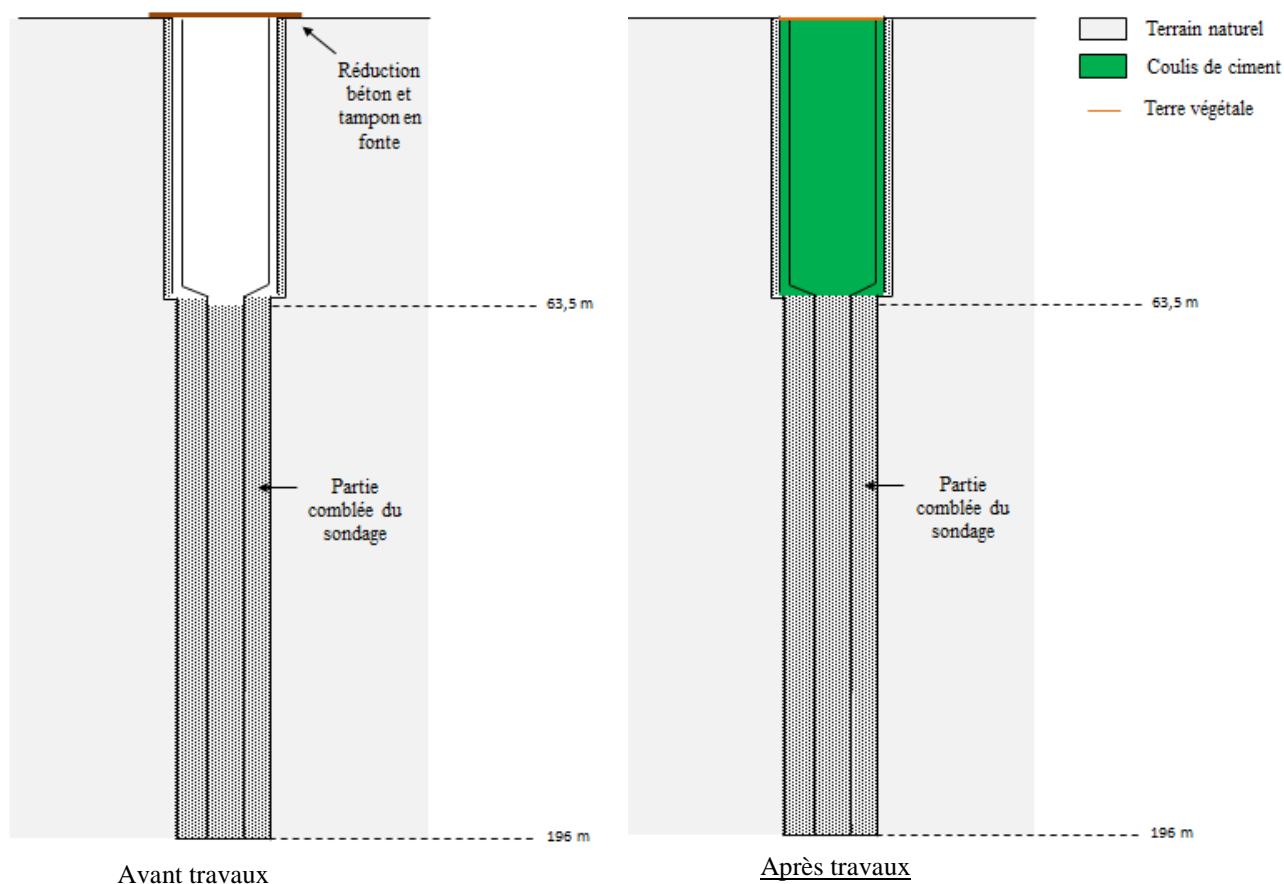 Réduction
béton et
tampon en
fonte
63,5 m
Partie
comblée du
sondage
196 m
Avant travaux
Terrain naturel
Coulis de ciment
Terre végétale
63,5 m
Partie
comblée du
sondage
196 m
Après travaux